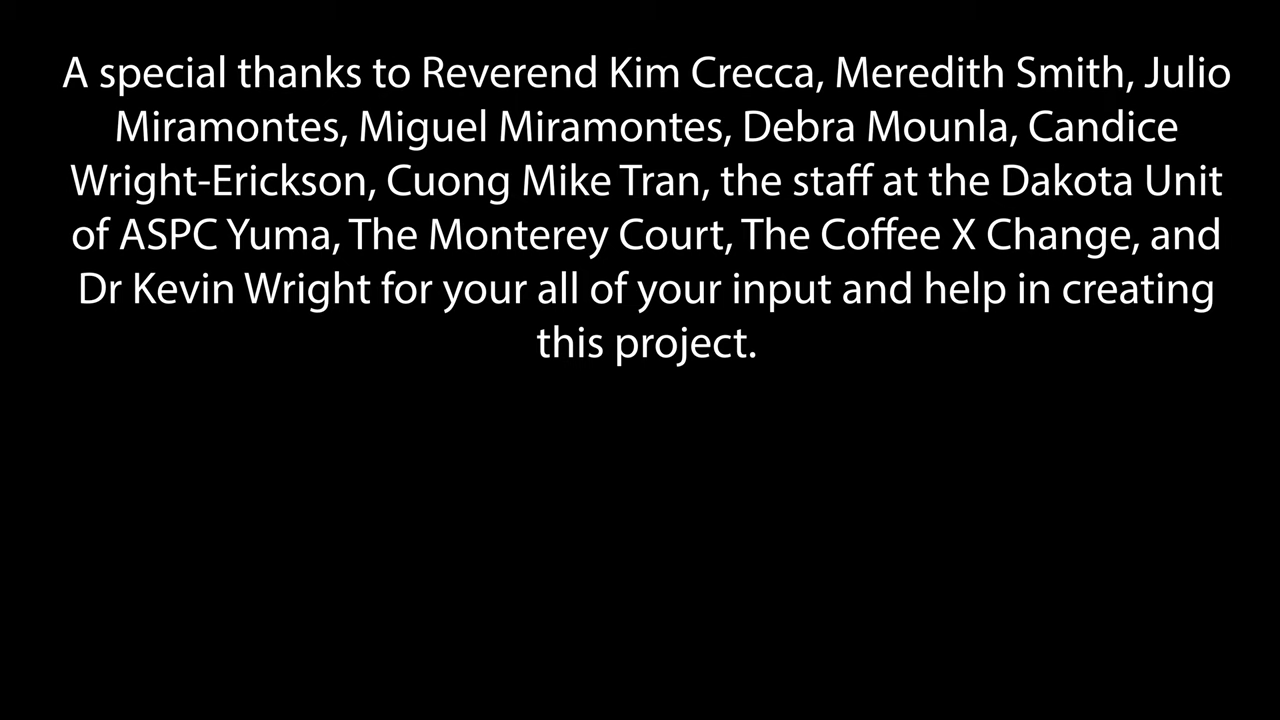 A special thanks to Reverend Kim Crecca, Meredith Smith, Julio
Miramontes, Miguel Miramontes, Debra Mounla, Candice
Wright-Erickson, Cuong Mike Tran, the staff at the Dakota Unit
of ASPC Yuma, The Monterey Court, The Coffee X Change, and
Dr Kevin Wright for your all of your input and help in creating
this project.